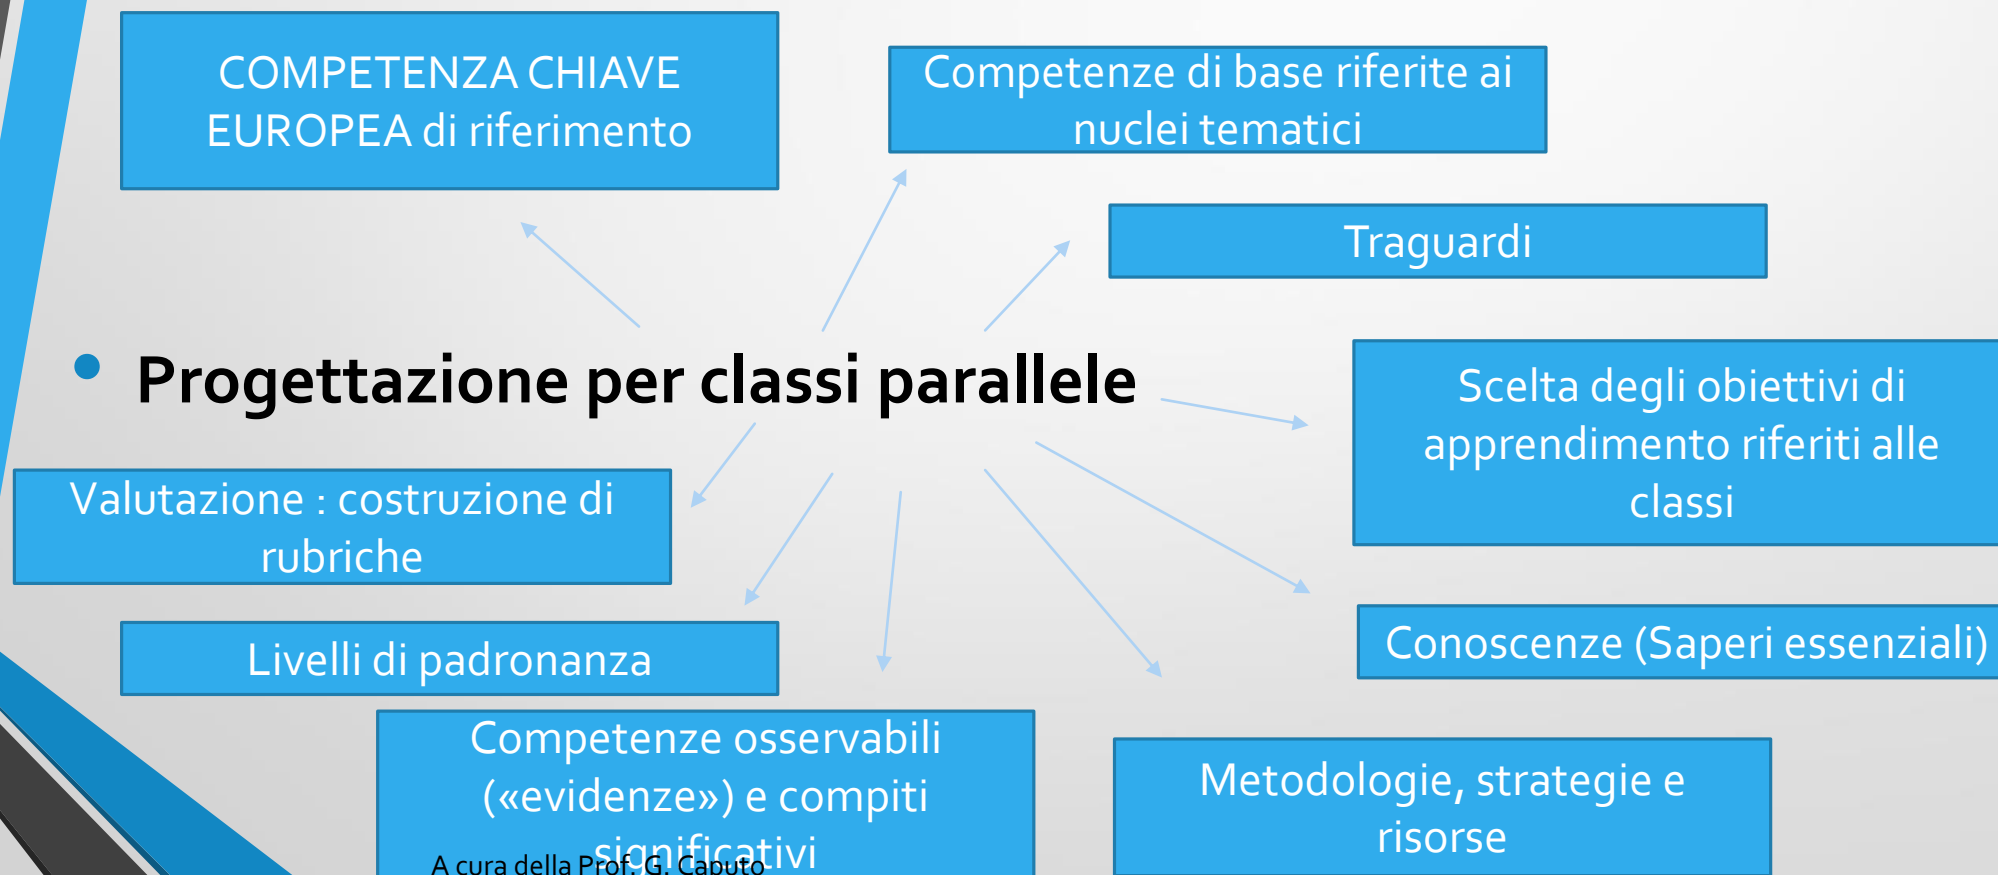 COMPETENZA CHIAVE
EUROPEA di riferimento
Competenze di base riferite ai
nuclei tematici
Traguardi
• Progettazione per classi parallele
Scelta degli obiettivi di
apprendimento riferiti alle
classi
Valutazione : costruzione di
rubriche
Conoscenze (Saperi essenziali)
Livelli di padronanza
Competenze osservabili
(«evidenze») e compiti
significativi
Metodologie, strategie e
risorse
A cura della Prof. G. Caputo